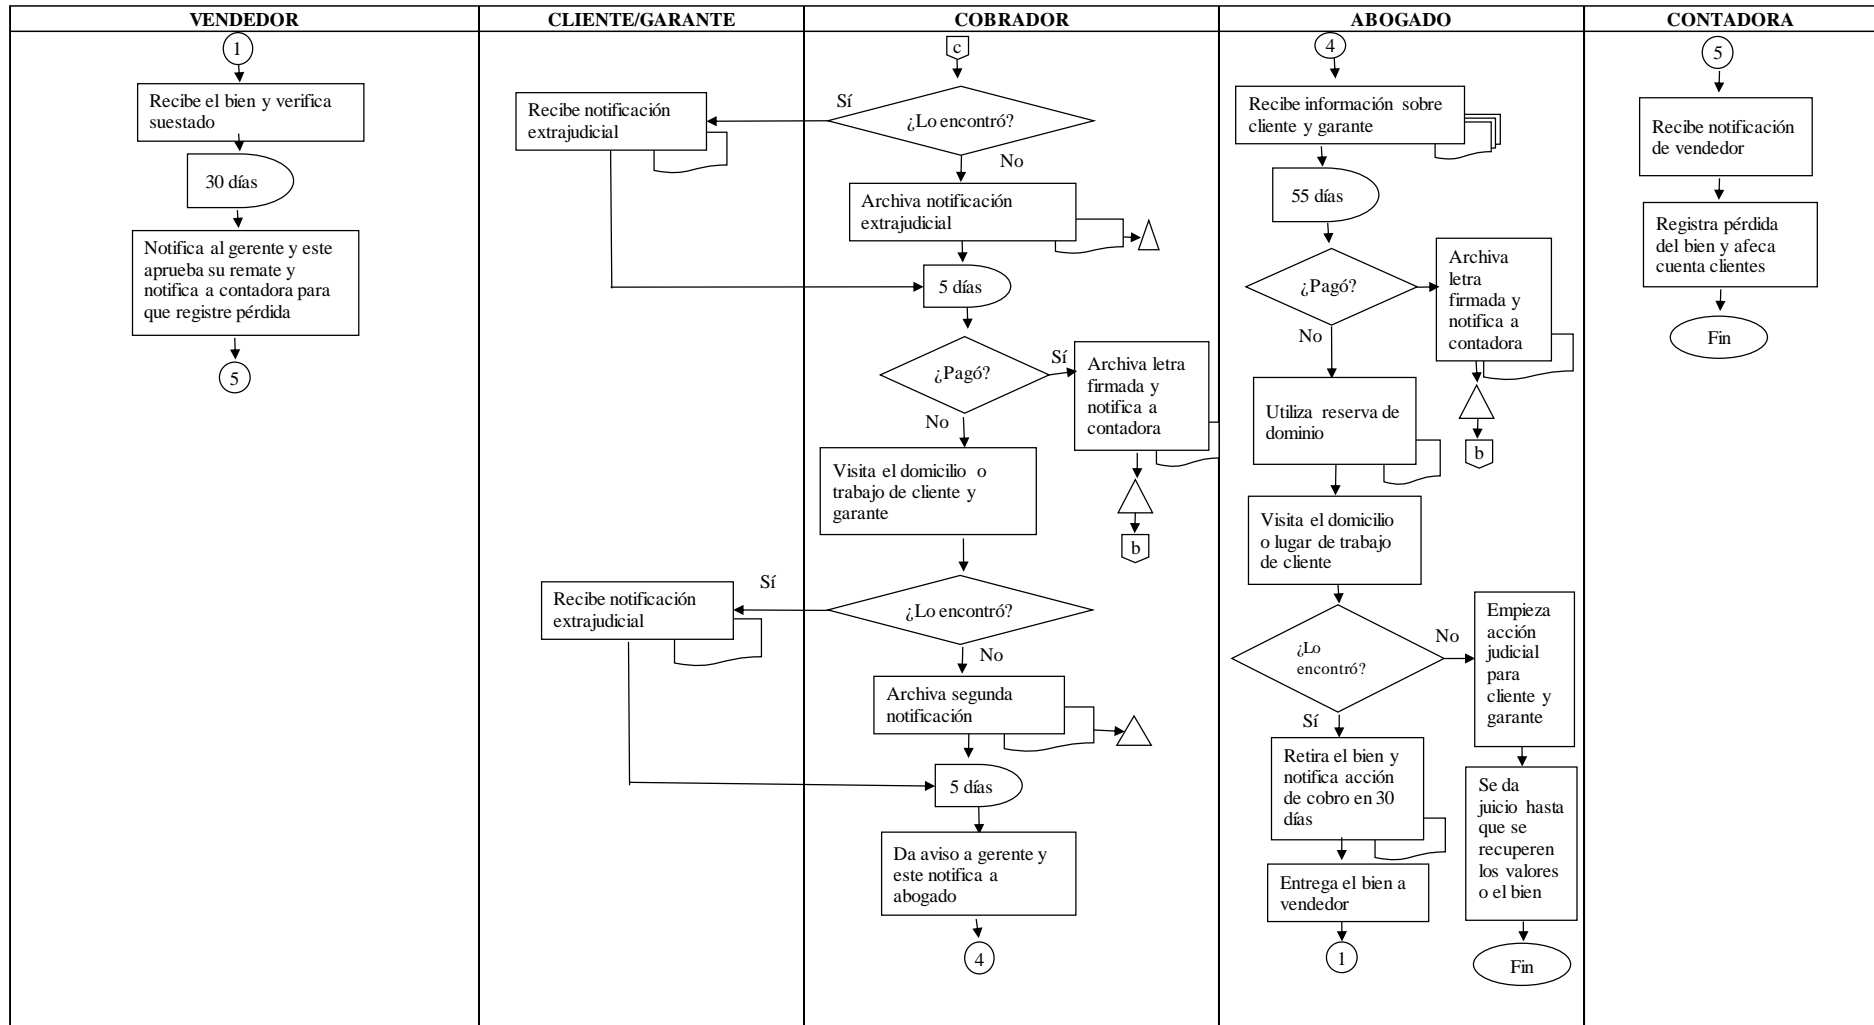 VENDEDOR
CLIENTE/GARANTE
COBRADOR
ABOGADO
CONTADORA
1
Recibe el bien y verifica
suestado
30 días
Notifica al gerente y este
aprueba su remate y
notifica a contadora para
que registre pérdida
5
Recibe notificación
extrajudicial
Sí
Recibe notificación
extrajudicial
Sí
c
¿Lo encontró?
No
Archiva notificación
extrajudicial
5 días
¿Pagó?
Sí
Archiva letra
firmada y
notifica a
contadora
b
No
Visita el domicilio o
trabajo de cliente y
garante
¿Lo encontró?
No
Archiva segunda
notificación
5 días
Da aviso a gerente y
este notifica a
abogado
4
4
Recibe información sobre
cliente y garante
55 días
¿Pagó?
Archiva
letra
firmada y
notifica a
contadora
b
No
Utiliza reserva de
dominio
Visita el domicilio
o lugar de trabajo
de cliente
¿Lo
encontró?
No
Empieza
acción
judicial
para
cliente y
garante
Se da
juicio hasta
que se
recuperen
los valores
o el bien
Fin
Sí
Retira el bien y
notifica acción
de cobro en 30
días
Entrega el bien a
vendedor
1
5
Recibe notificación
de vendedor
Registra pérdida
del bien y afeca
cuenta clientes
Fin